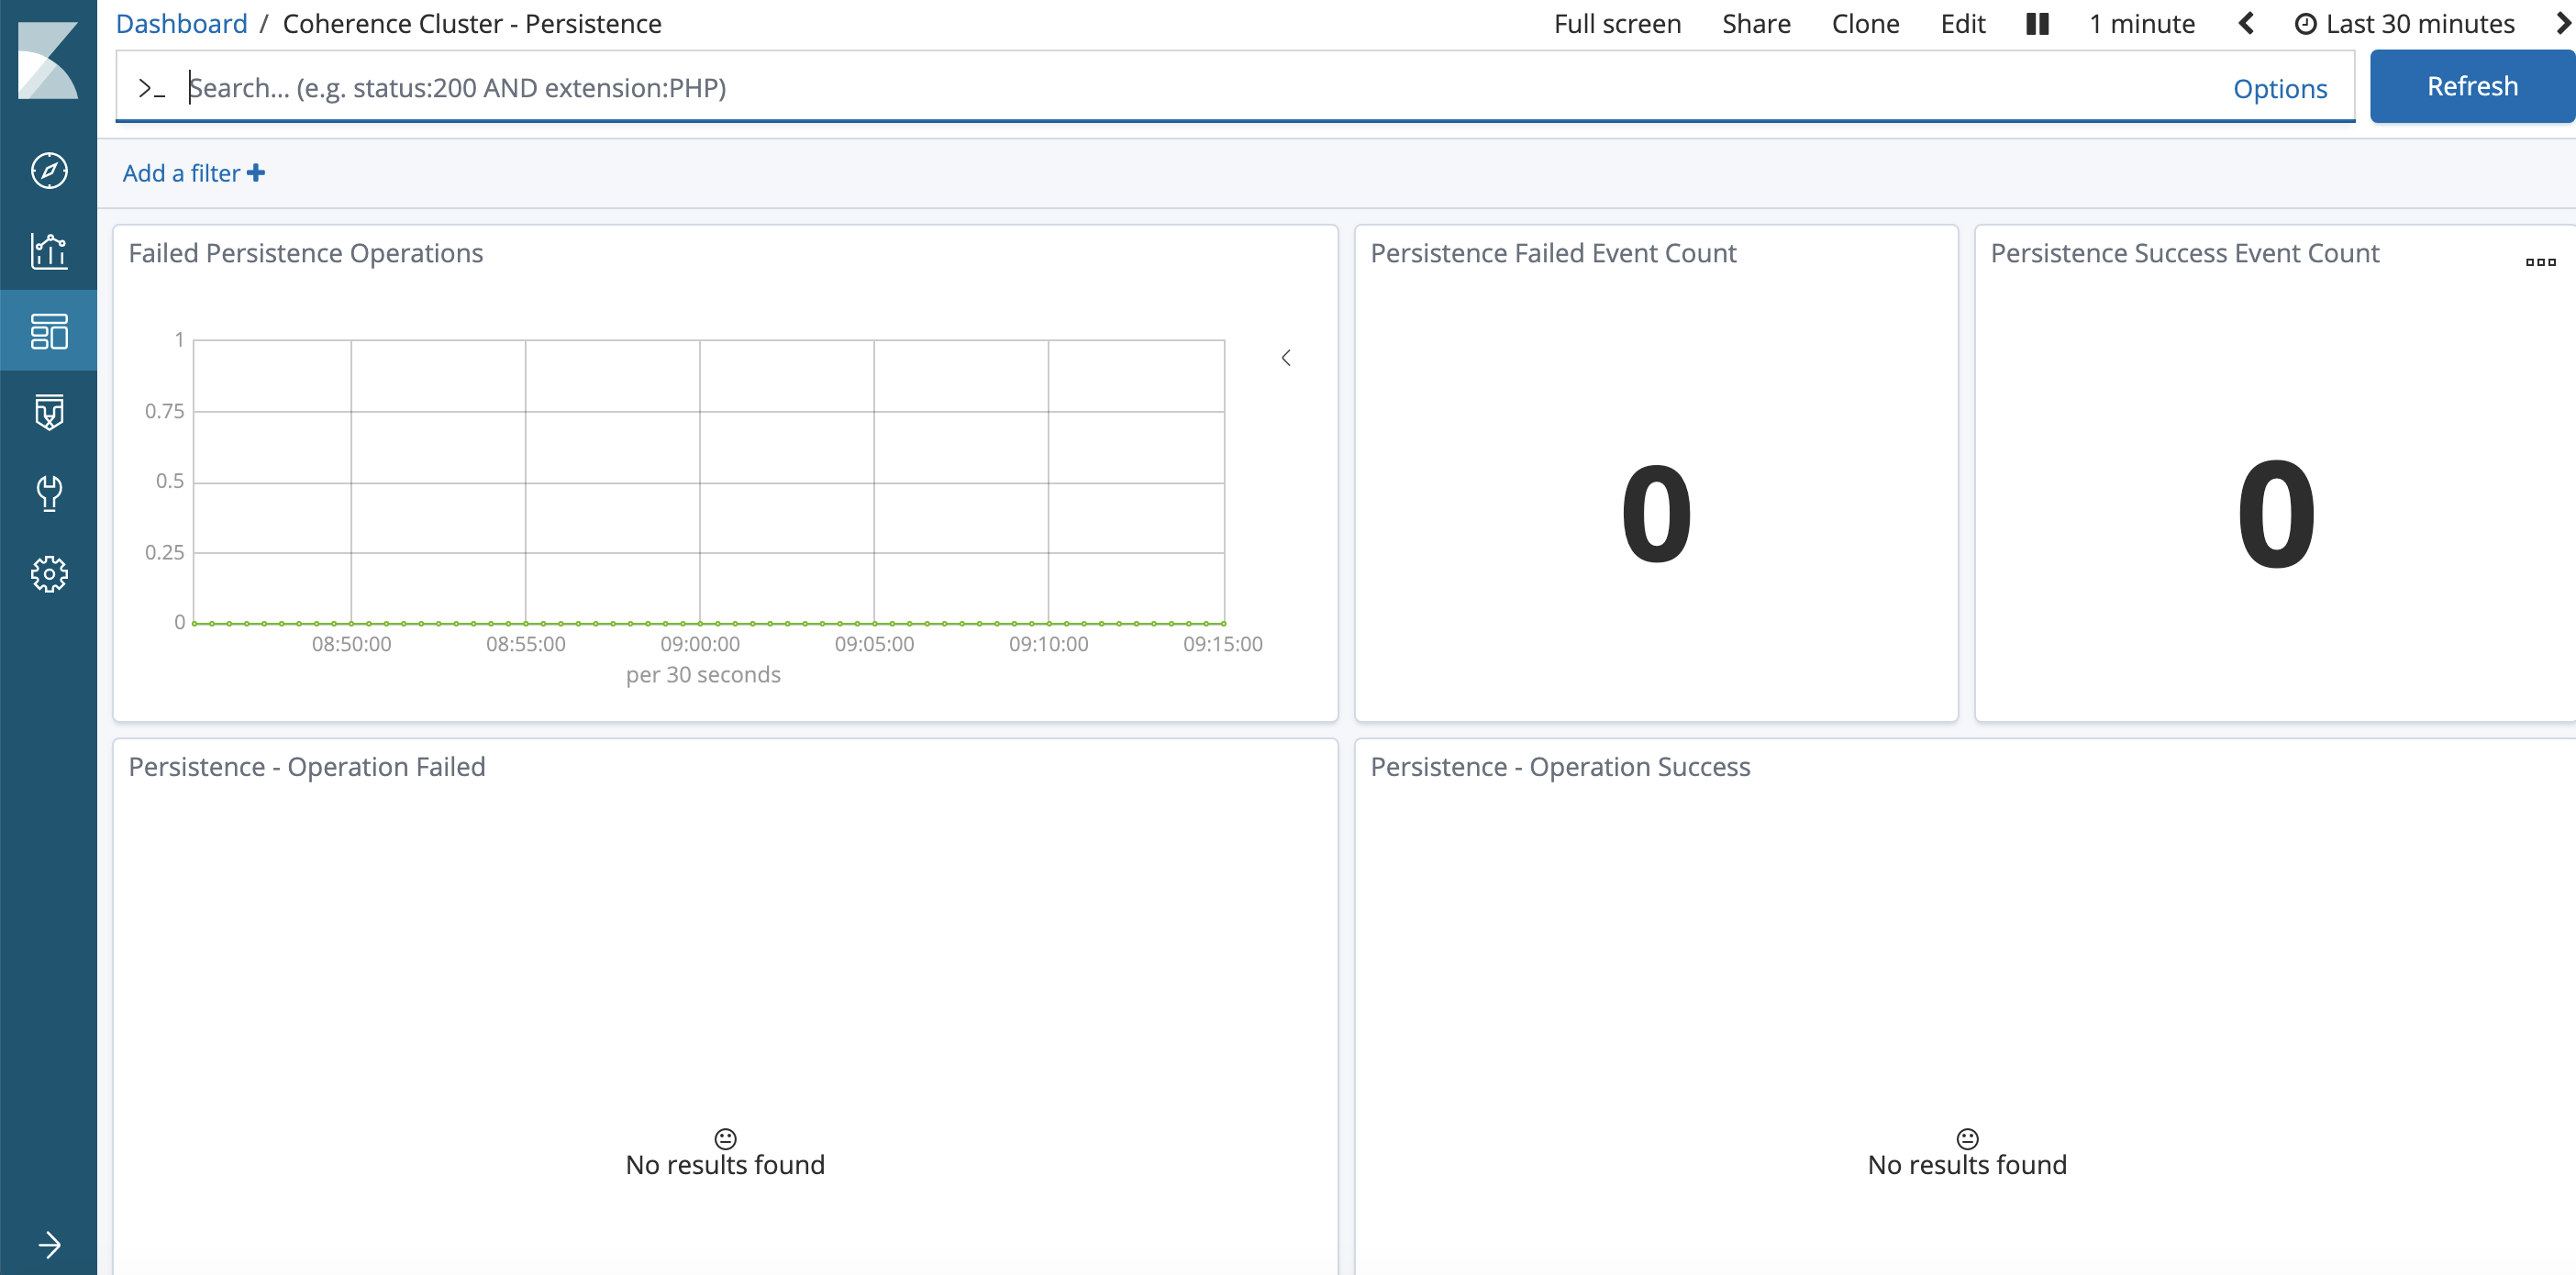 Dashboard / Coherence Cluster - Persistence
Full screen Share Clone Edit 1 minute Last 30 minutes
>_ Search... (e.g. status:200 AND extension:PHP) Options
Refresh
Add a filter +
Failed Persistence Operations
1
0.75
0.5
0.25
0
08:50:00 08:55:00 09:00:00 09:05:00 09:10:00 09:15:00
per 30 seconds
Persistence Failed Event Count
0
Persistence Success Event Count
0
Persistence - Operation Failed
No results found
Persistence - Operation Success
No results found